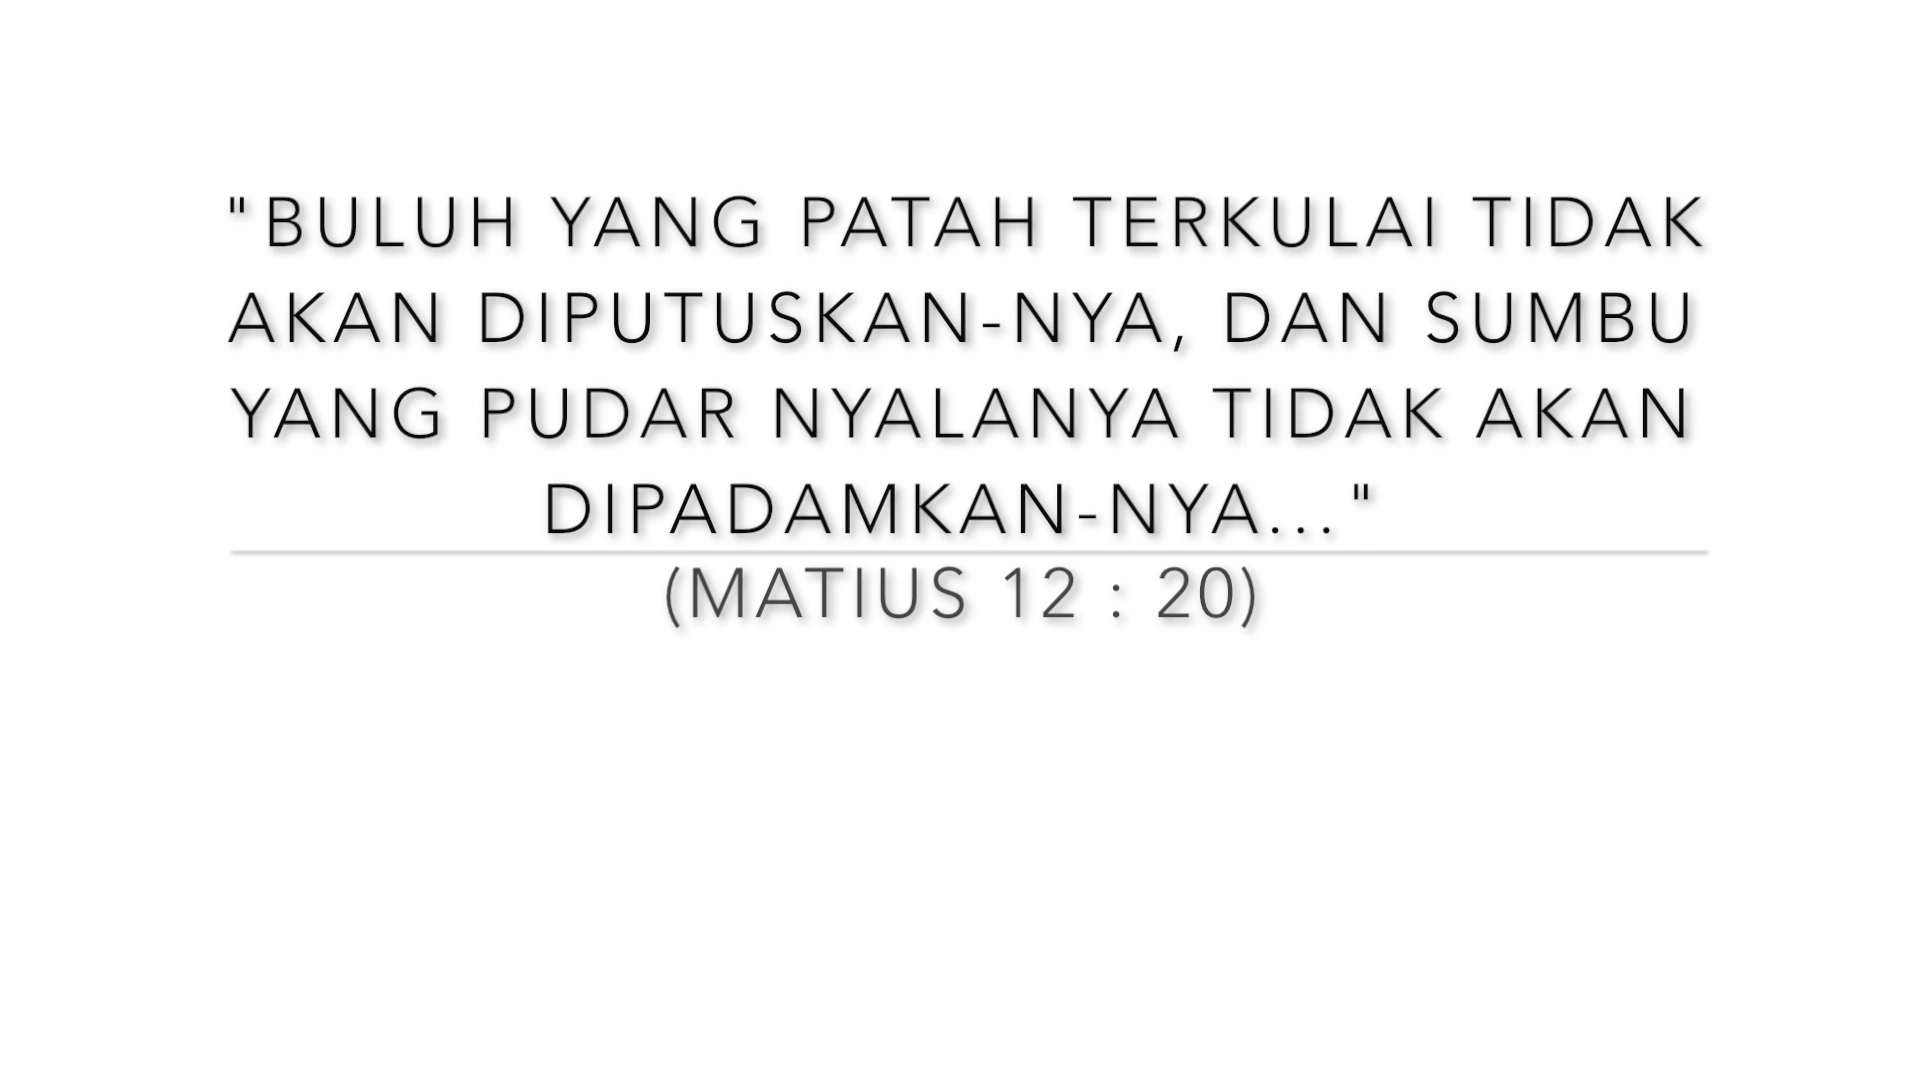 "BULUH YANG PATAH TERKULAI TIDAK
AKAN DIPUTUSKAN-NYA, DAN SUMBU
YANG PUDAR NYALANYA TIDAK AKAN
DIPADAMKAN-NYA..."
(MATIUS 12 : 20)